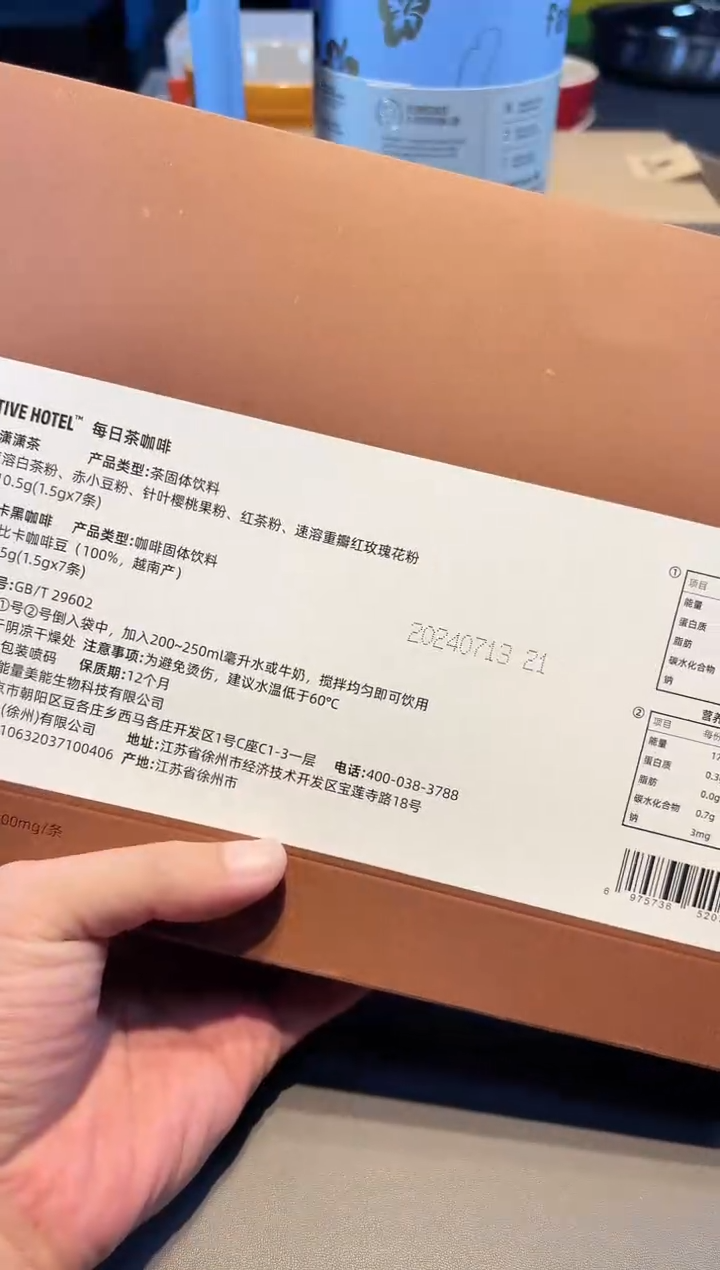 TIVE HOTEL™ 每日茶咖啡
潇潇茶 产品类型:茶固体饮料
溶白茶粉、赤小豆粉、针叶樱桃果粉、红茶粉、速溶重瓣红玫瑰花粉
0.5g(1.5gx7条)
卡黑咖啡 产品类型:咖啡固体饮料
比卡咖啡豆（100%，越南产）
5g(1.5gx7条)
号:GB/T 29602
①号②号倒入袋中，加入200~250ml毫升水或牛奶，搅拌均匀即可饮用
阴凉干燥处 注意事项:为避免烫伤，建议水温低于60℃
包装喷码 保质期:12个月
能量美能生物科技有限公司
京市朝阳区豆各庄乡西马各庄开发区1号C座C1-3一层 电话:400-038-3788
(徐州)有限公司 地址:江苏省徐州市经济技术开发区宝莲寺路18号
10632037100406 产地:江苏省徐州市
20240713 21
①
项目
能量
蛋白质
脂肪
碳水化合物
钠
② 营养
项目 每份
能量 17
蛋白质 0.3
脂肪 0.0g
碳水化合物 0.7g
钠 3mg
6 975738 520
00mg/条